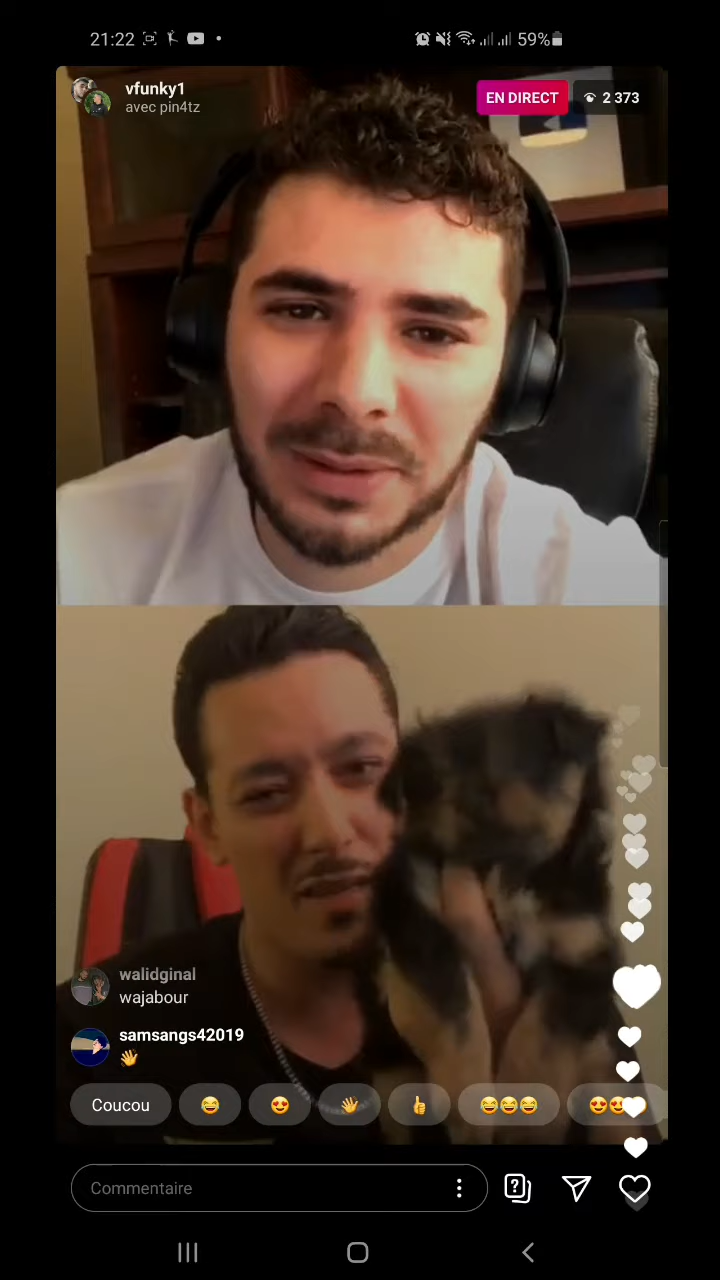 21:22
59%
vfunky1
avec pin4tz
EN DIRECT
2 373
walidginal
wajabour
samsangs42019
👋
Coucou
😂
😍
👋
👍
😂😂😂
Commentaire